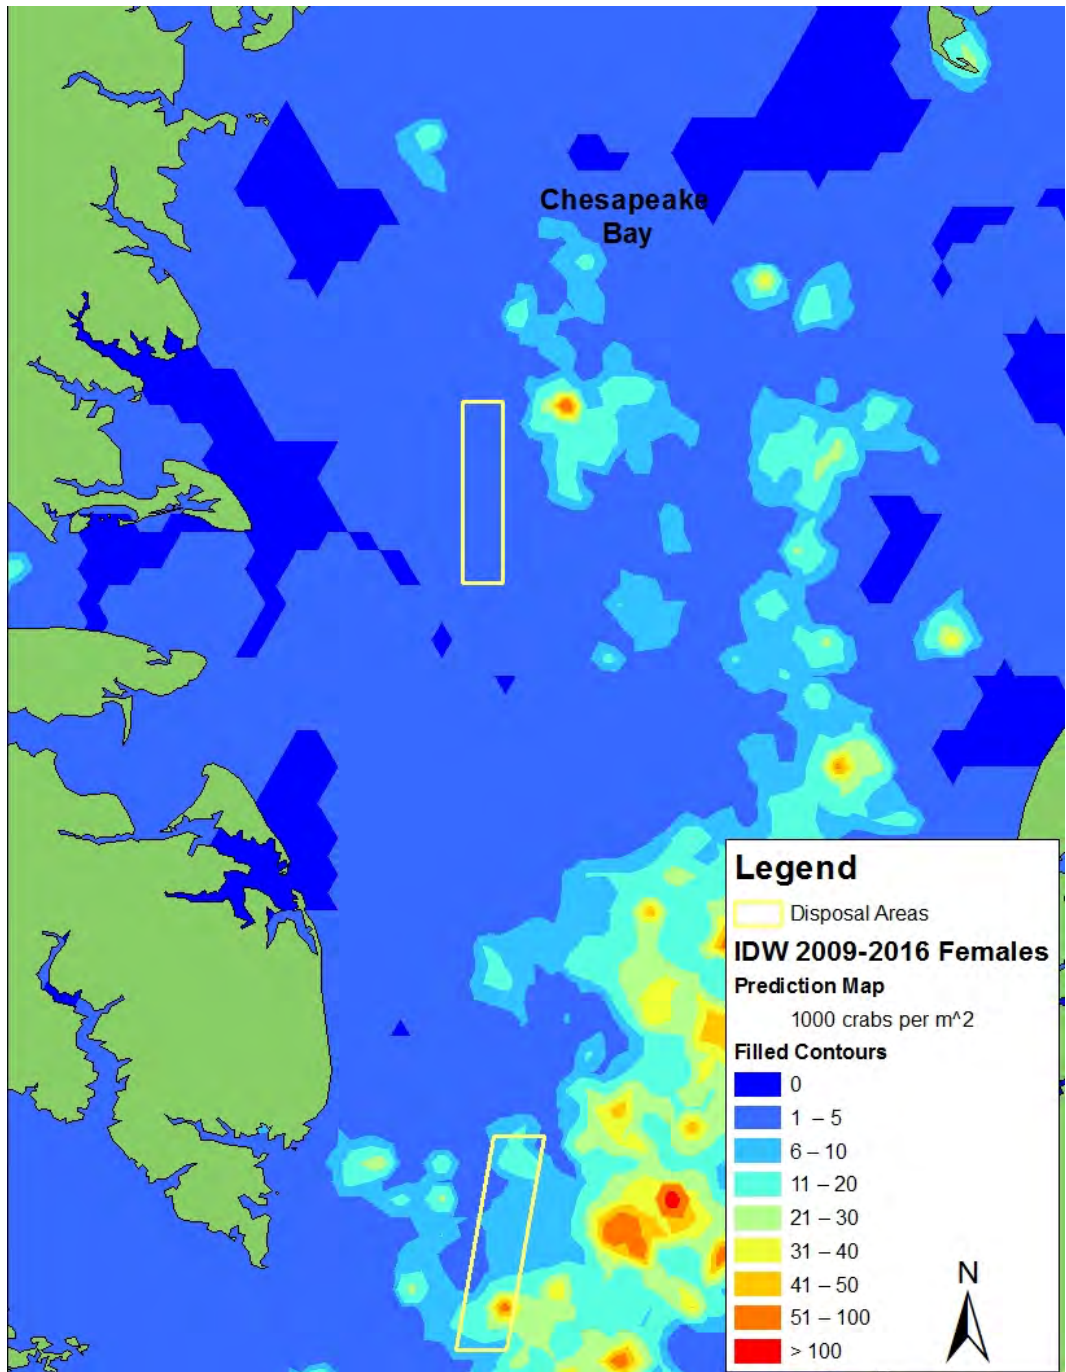 Chesapeake
Bay
Legend
Disposal Areas
IDW 2009-2016 Females
Prediction Map
1000 crabs per m^2
Filled Contours
0
1 – 5
6 – 10
11 – 20
21 – 30
31 – 40
41 – 50
51 – 100
> 100
N